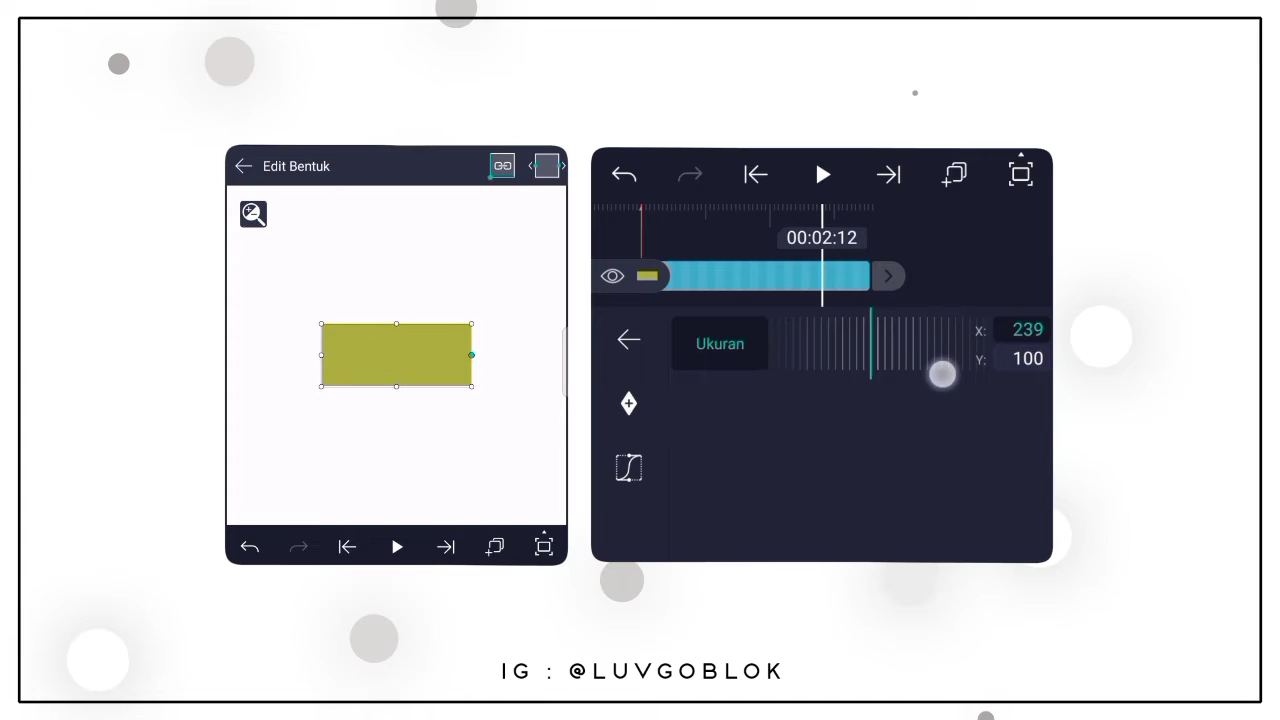 Edit Bentuk
00:02:12
Ukuran
X: 239
Y: 100
IG : @LUVGOBLOK